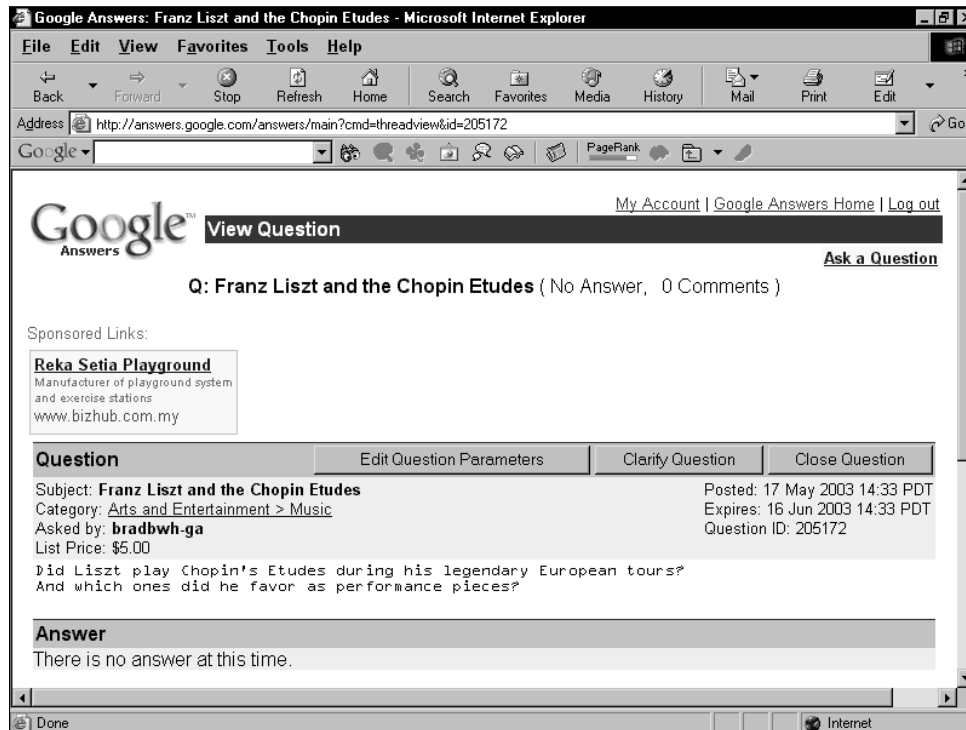 Google Answers: Franz Liszt and the Chopin Etudes - Microsoft Internet Explorer
File Edit View Favorites Tools Help
Back Forward Stop Refresh Home Search Favorites Media History Mail Print Edit
Address http://answers.google.com/answers/main?cmd=threadview&id=205172 Go
Google PageRank
My Account | Google Answers Home | Log out
Google™ View Question
Answers
Ask a Question
Q: Franz Liszt and the Chopin Etudes ( No Answer, 0 Comments )
Sponsored Links:
Reka Setia Playground
Manufacturer of playground system
and exercise stations
www.bizhub.com.my
Question Edit Question Parameters Clarify Question Close Question
Subject: Franz Liszt and the Chopin Etudes Posted: 17 May 2003 14:33 PDT
Category: Arts and Entertainment > Music Expires: 16 Jun 2003 14:33 PDT
Asked by: bradbwh-ga Question ID: 205172
List Price: $5.00
Did Liszt play Chopin's Etudes during his legendary European tours?
And which ones did he favor as performance pieces?
Answer
There is no answer at this time.
Done Internet